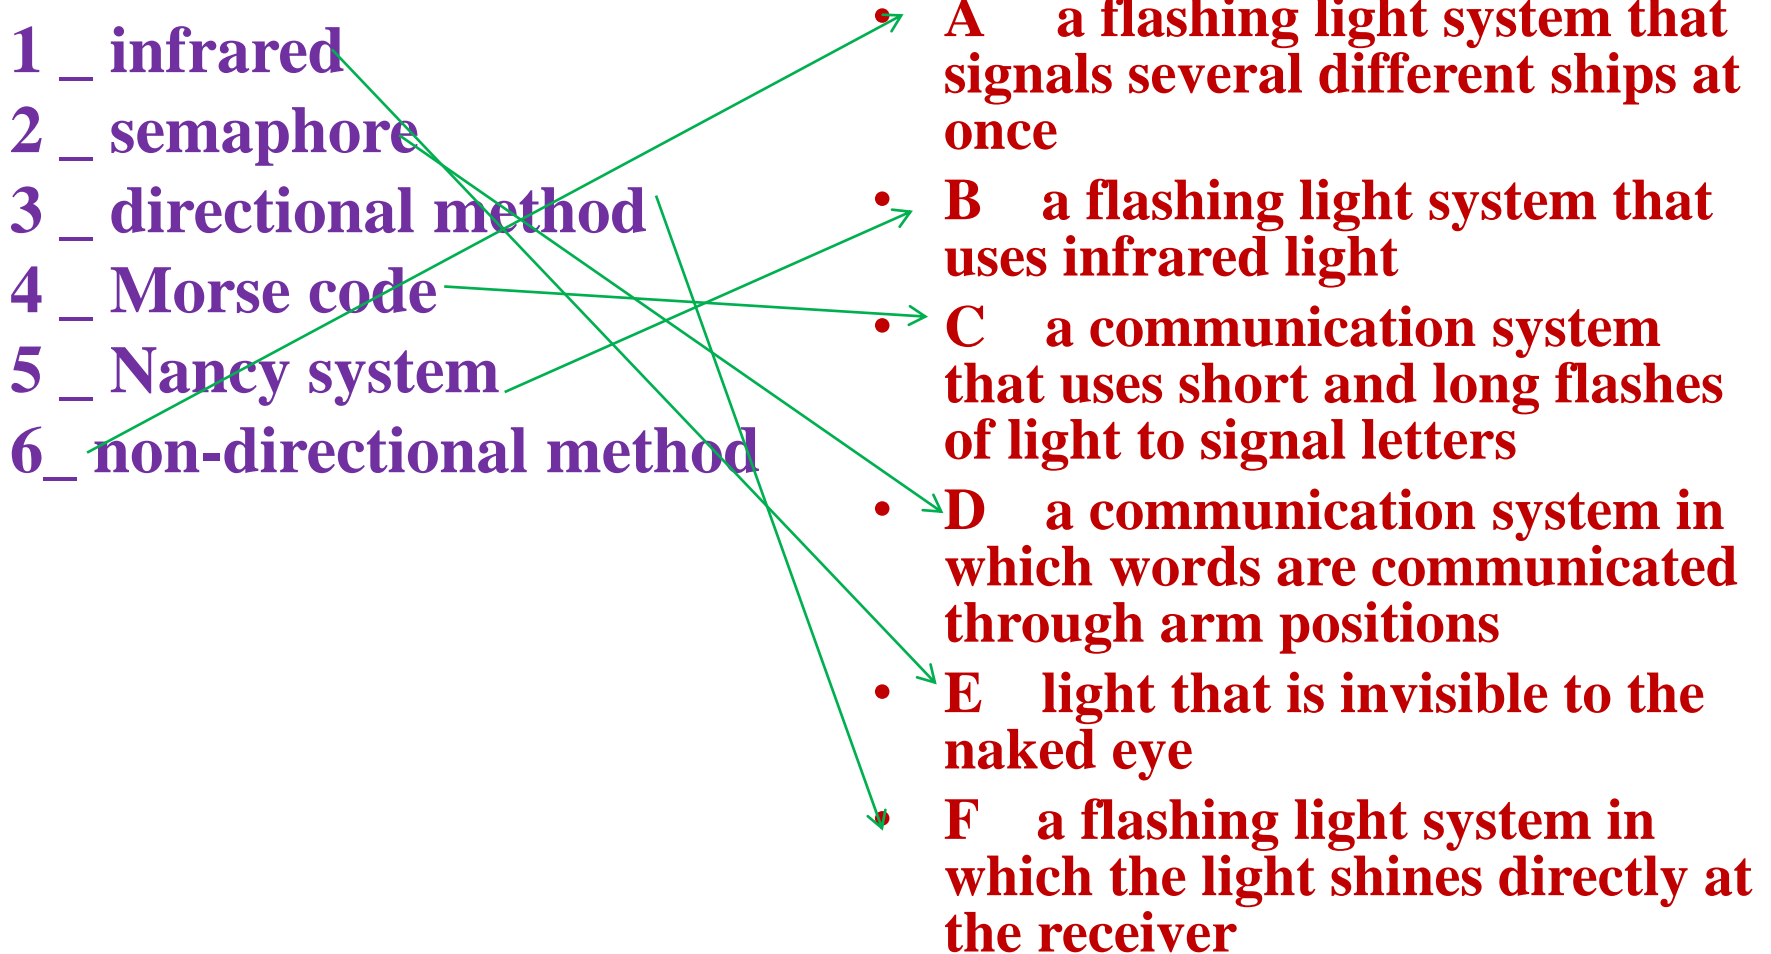 1 _ infrared
2 _ semaphore
3 _ directional method
4 _ Morse code
5 _ Nancy system
6_ non-directional method
• A a flashing light system that
signals several different ships at
once
• B a flashing light system that
uses infrared light
• C a communication system
that uses short and long flashes
of light to signal letters
• D a communication system in
which words are communicated
through arm positions
• E light that is invisible to the
naked eye
• F a flashing light system in
which the light shines directly at
the receiver